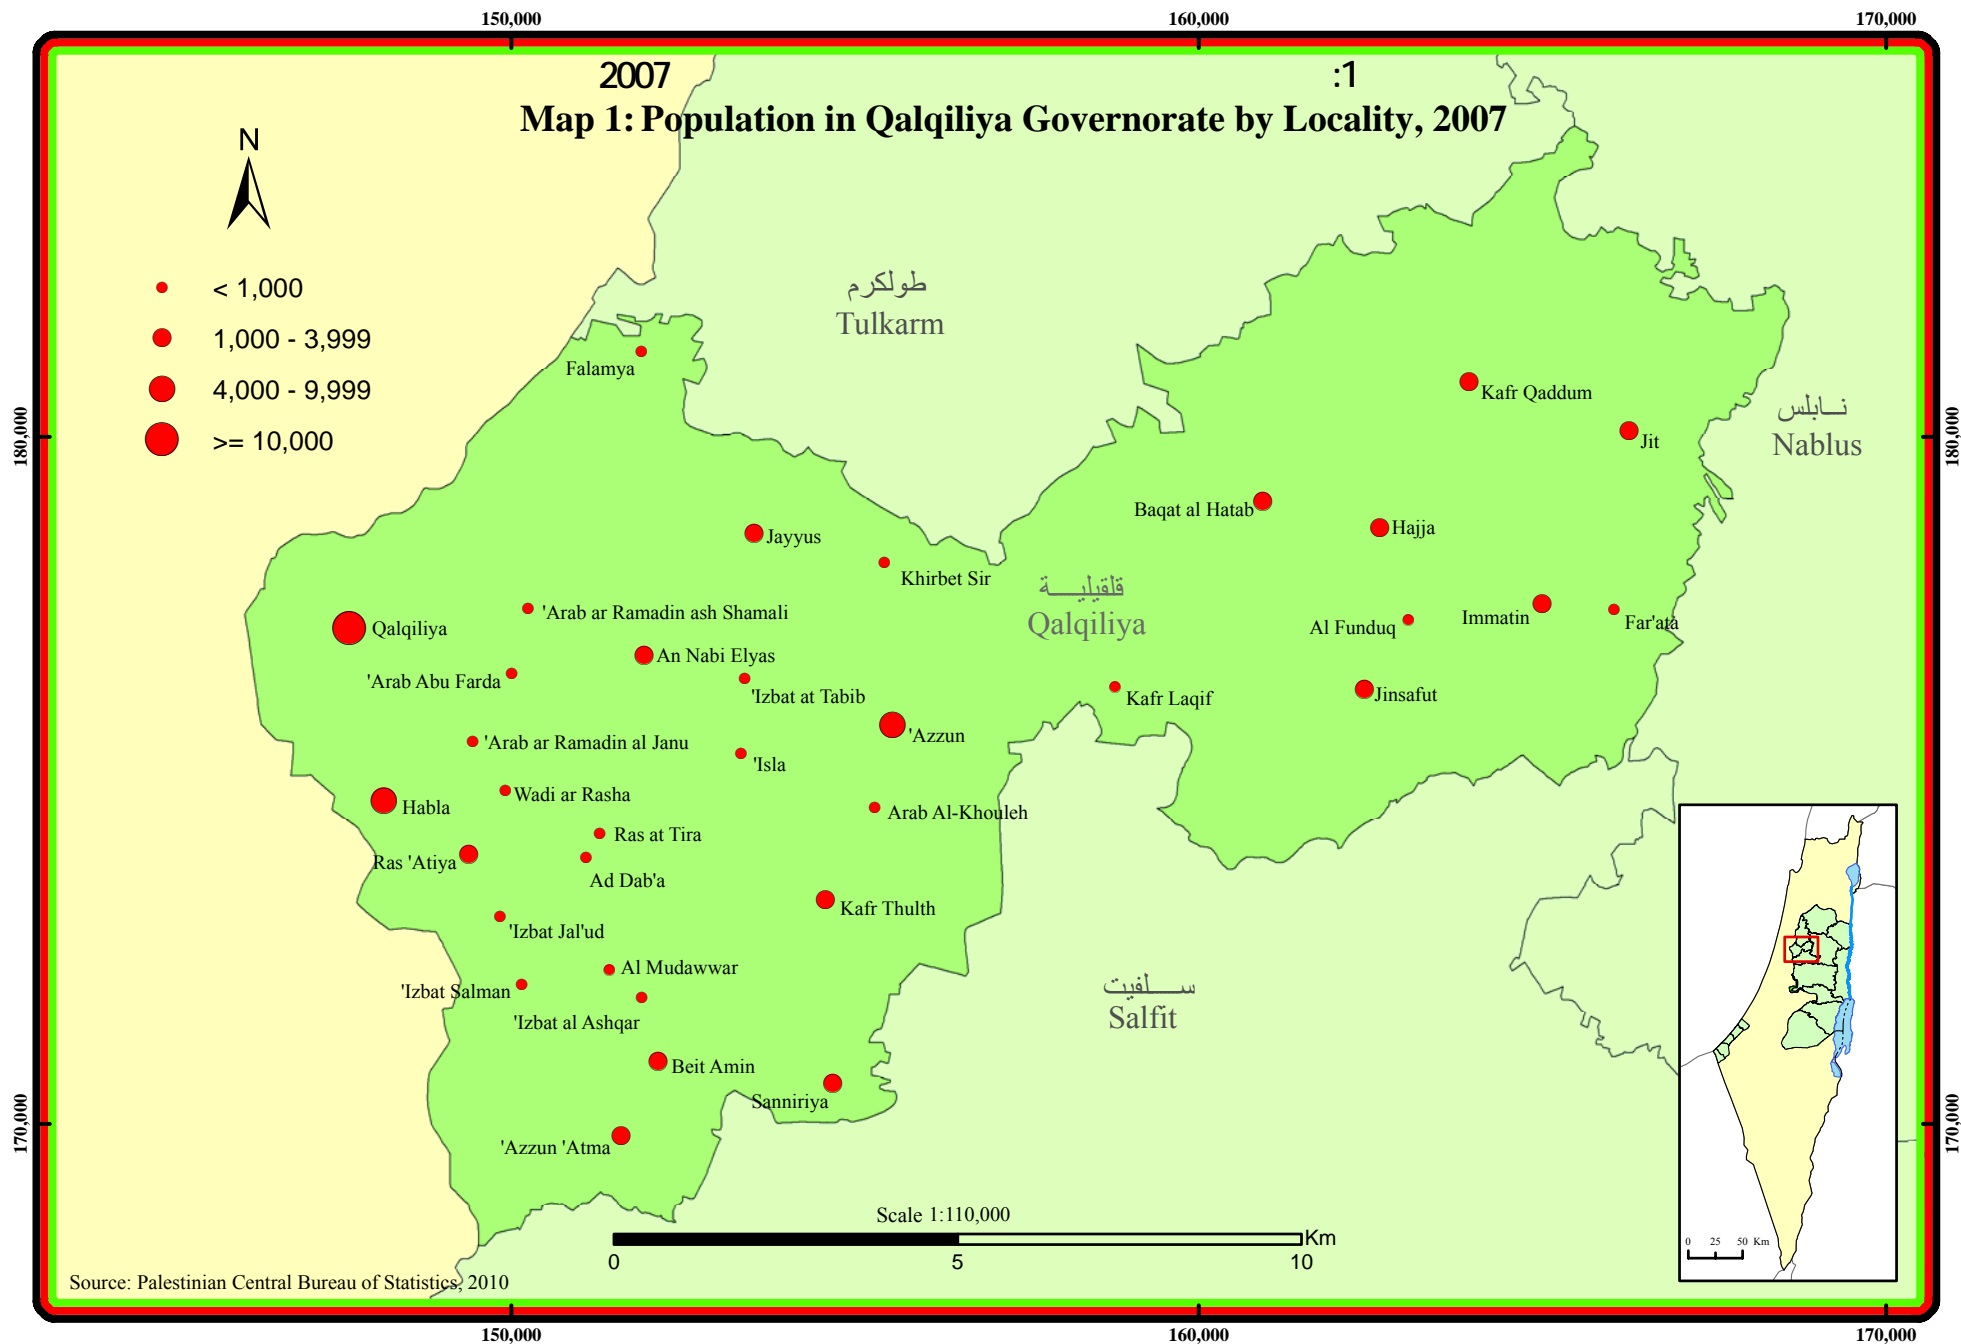 150,000
160,000
170,000
2007
:1
Map 1: Population in Qalqiliya Governorate by Locality, 2007
N
< 1,000
1,000 - 3,999
4,000 - 9,999
>= 10,000
طولكرم
Tulkarm
Falamya
Kafr Qaddum
نــابلس
Nablus
180,000
180,000
Jit
Baqat al Hatab
Hajja
Jayyus
Khirbet Sir
قلقيليـــة
Qalqiliya
'Arab ar Ramadin ash Shamali
Qalqiliya
Immatin
Far'ata
Al Funduq
An Nabi Elyas
'Arab Abu Farda
'Izbat at Tabib
Kafr Laqif
Jinsafut
'Azzun
'Arab ar Ramadin al Janu
'Isla
Wadi ar Rasha
Habla
Arab Al-Khouleh
Ras at Tira
Ras 'Atiya
Ad Dab'a
Kafr Thulth
'Izbat Jal'ud
Al Mudawwar
'Izbat Salman
'Izbat al Ashqar
ســـلفيت
Salfit
Beit Amin
Sanniriya
170,000
170,000
'Azzun 'Atma
Scale 1:110,000
Km
0
5
10
0 25 50 Km
Source: Palestinian Central Bureau of Statistics, 2010
150,000
160,000
170,000